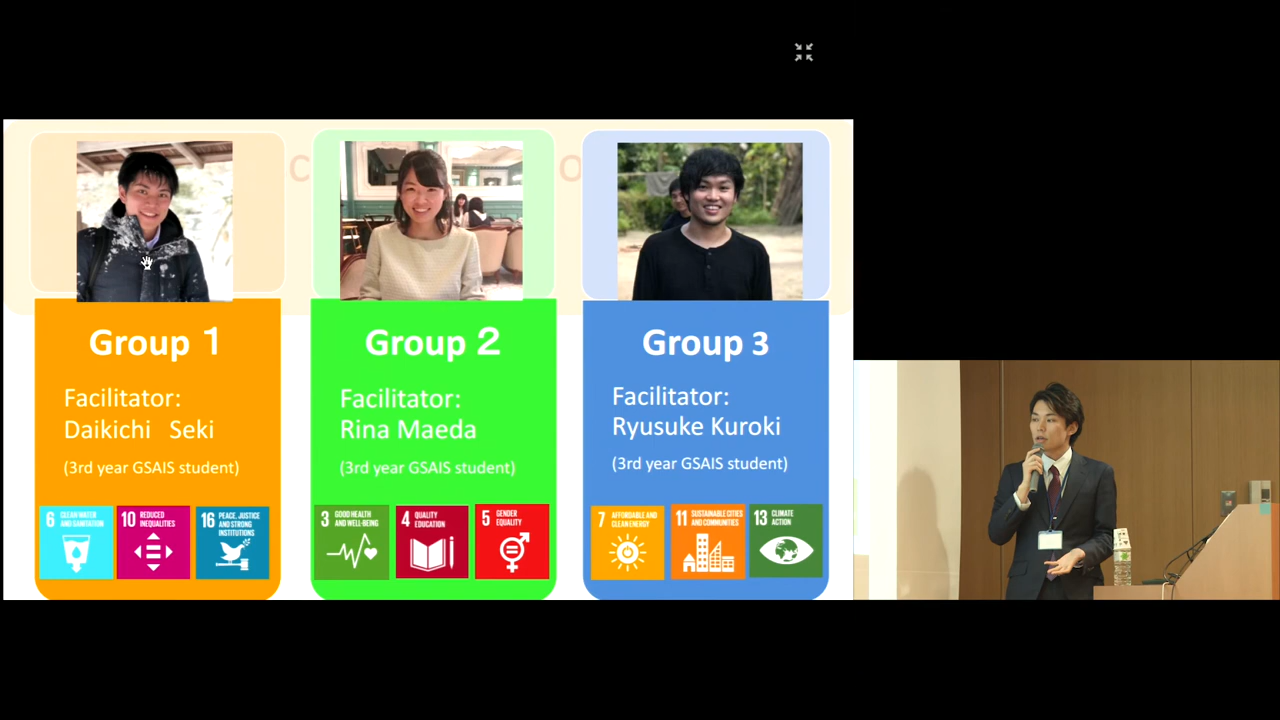 Group 1
Facilitator:
Daikichi Seki
(3rd year GSAIS student)
6 CLEAN WATER
AND SANITATION
10 REDUCED
INEQUALITIES
16 PEACE, JUSTICE
AND STRONG
INSTITUTIONS
Group 2
Facilitator:
Rina Maeda
(3rd year GSAIS student)
3 GOOD HEALTH
AND WELL-BEING
4 QUALITY
EDUCATION
5 GENDER
EQUALITY
Group 3
Facilitator:
Ryusuke Kuroki
(3rd year GSAIS student)
7 AFFORDABLE AND
CLEAN ENERGY
11 SUSTAINABLE CITIES
AND COMMUNITIES
13 CLIMATE
ACTION